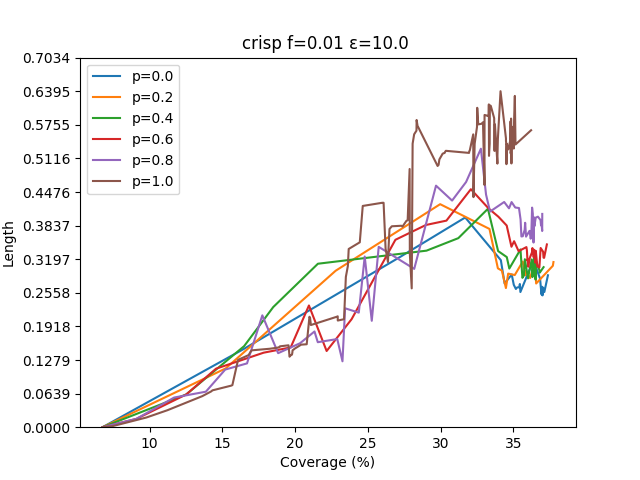 crisp f=0.01 ε=10.0
0.7034
0.6395
0.5755
0.5116
0.4476
0.3837
0.3197
0.2558
0.1918
0.1279
0.0639
0.0000
Length
p=0.0
p=0.2
p=0.4
p=0.6
p=0.8
p=1.0
10 15 20 25 30 35
Coverage (%)